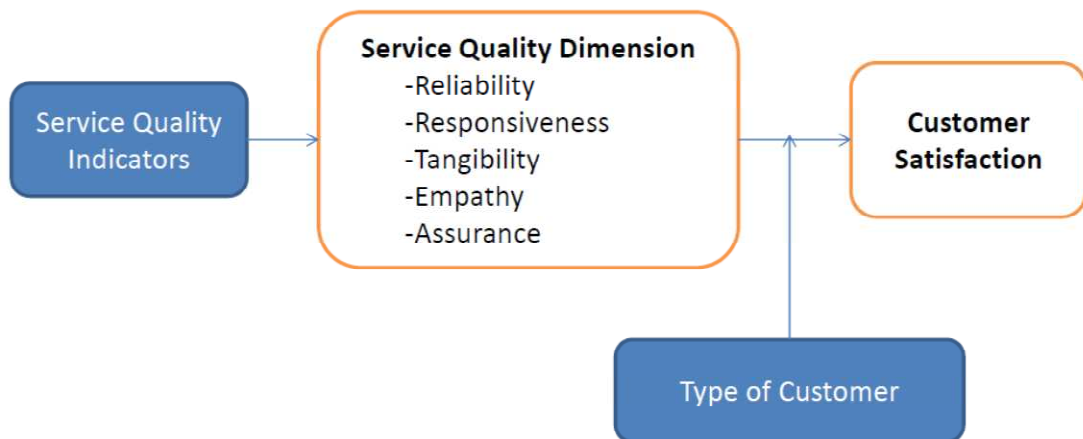 Service Quality
Indicators
Service Quality Dimension
-Reliability
-Responsiveness
-Tangibility
-Empathy
-Assurance
Customer
Satisfaction
Type of Customer